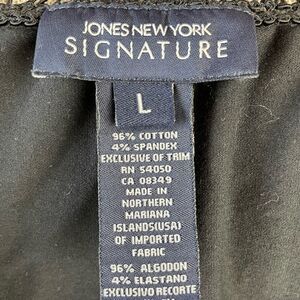 JONES NEW YORK
SIGNATURE
L
96% COTTON
4% SPANDEX
EXCLUSIVE OF TRIM
RN 54050
CA 08349
MADE IN
NORTHERN
MARIANA
ISLANDS(USA)
OF IMPORTED
FABRIC
96% ALGODON
4% ELASTANO
EXCLUSIVO RECORTE